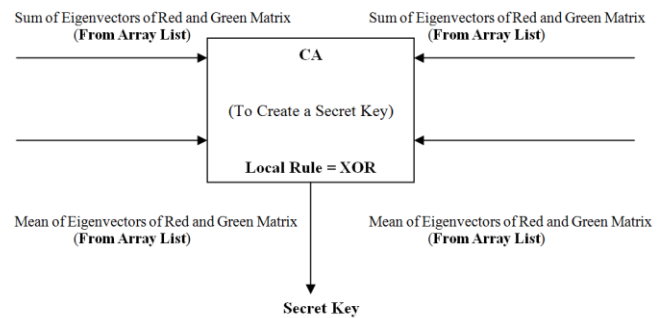 Sum of Eigenvectors of Red and Green Matrix
(From Array List)
Sum of Eigenvectors of Red and Green Matrix
(From Array List)
CA
(To Create a Secret Key)
Local Rule = XOR
Mean of Eigenvectors of Red and Green Matrix
(From Array List)
Mean of Eigenvectors of Red and Green Matrix
(From Array List)
Secret Key